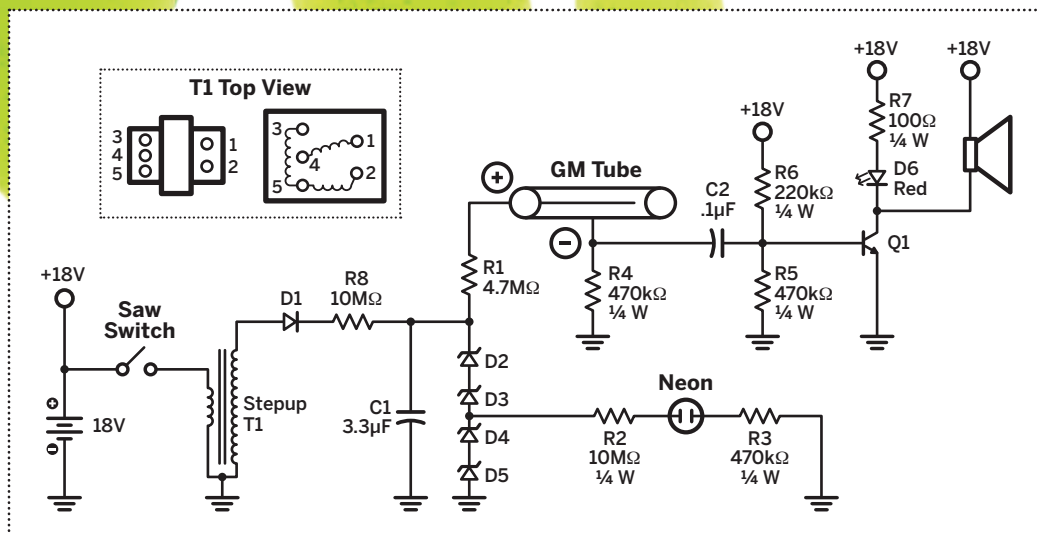 T1 Top View
3
4
5
1
2
3
4
5
1
2
+18V
Saw
Switch
18V
Stepup
T1
D1
R8
10MΩ
C1
3.3µF
R1
4.7MΩ
D2
D3
D4
D5
GM Tube
R4
470kΩ
¼ W
C2
.1µF
+18V
R6
220kΩ
¼ W
R5
470kΩ
¼ W
+18V
R7
100Ω
¼ W
D6
Red
Q1
+18V
Neon
R2
10MΩ
¼ W
R3
470kΩ
¼ W